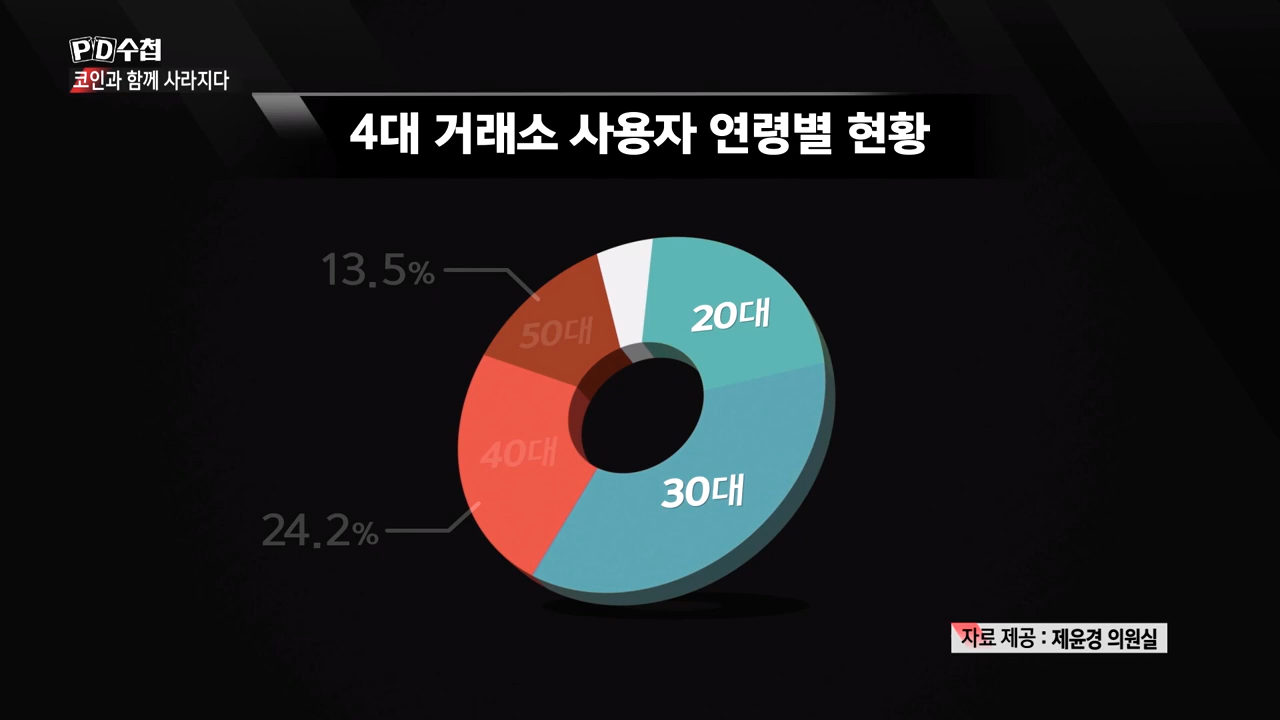 PD수첩
코인과 함께 사라지다
4대 거래소 사용자 연령별 현황
13.5%
50대
20대
40대
30대
24.2%
자료 제공 : 제윤경 의원실